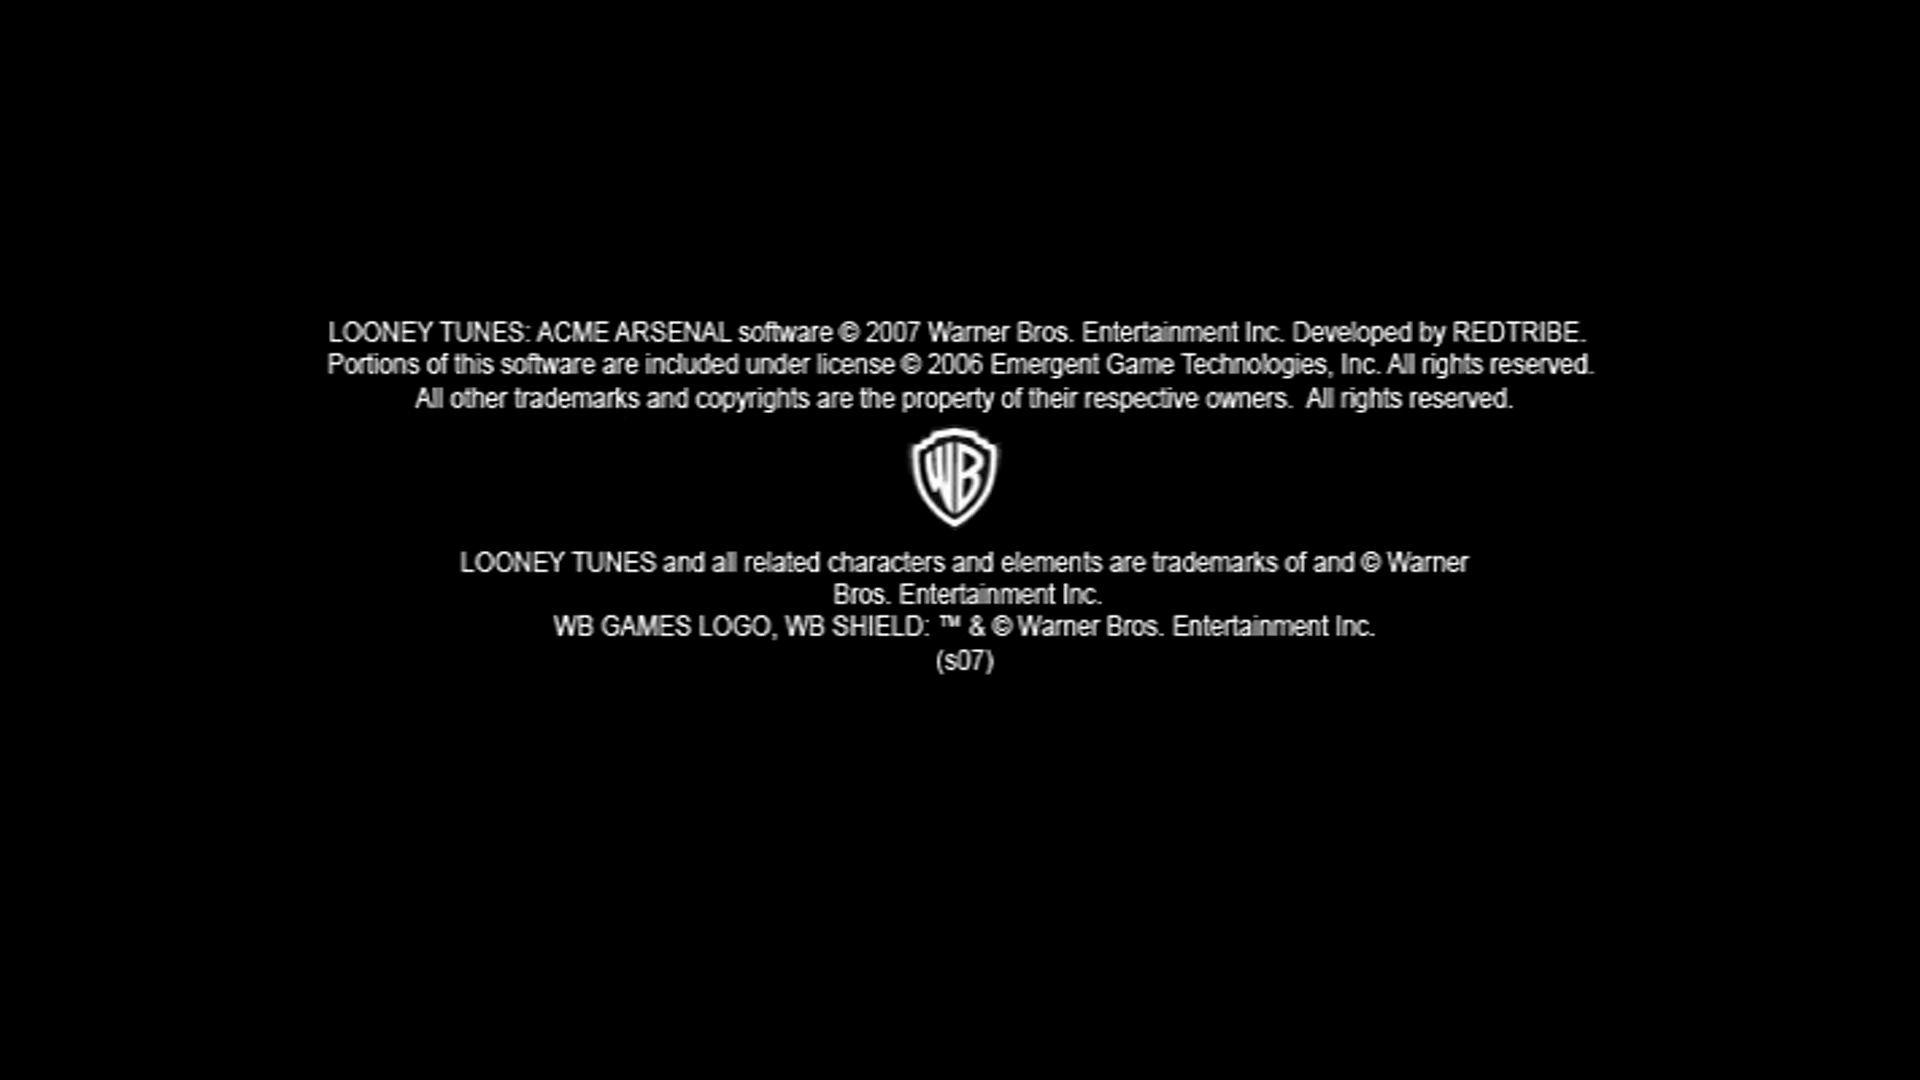 LOONEY TUNES: ACME ARSENAL software © 2007 Warner Bros. Entertainment Inc. Developed by REDTRIBE.
Portions of this software are included under license © 2006 Emergent Game Technologies, Inc. All rights reserved.
All other trademarks and copyrights are the property of their respective owners.  All rights reserved.
WB
LOONEY TUNES and all related characters and elements are trademarks of and © Warner
Bros. Entertainment Inc.
WB GAMES LOGO, WB SHIELD: ™ & © Warner Bros. Entertainment Inc.
(s07)